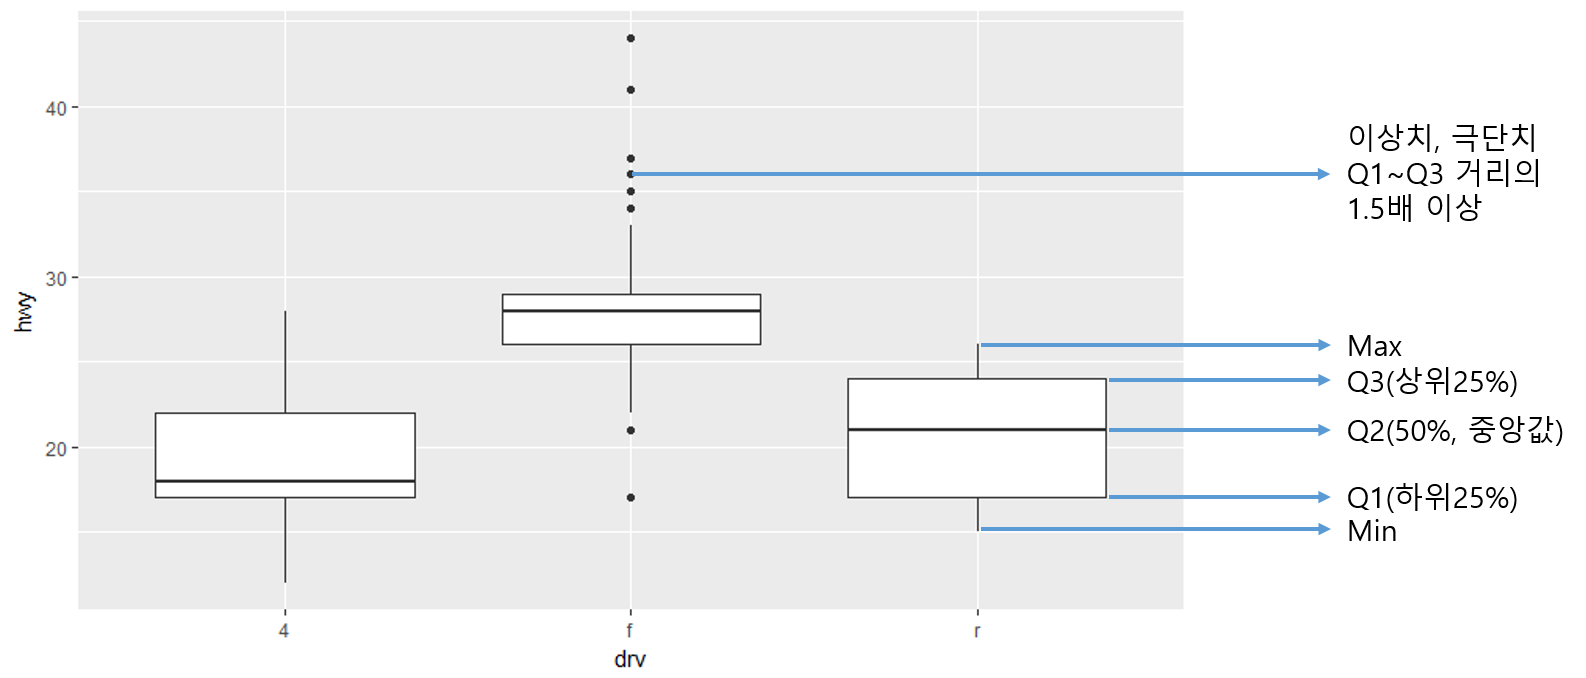 40
30
20
hwy
4
f
r
drv
이상치, 극단치
Q1~Q3 거리의
1.5배 이상
Max
Q3(상위25%)
Q2(50%, 중앙값)
Q1(하위25%)
Min